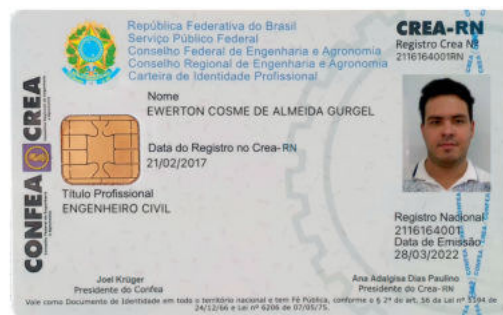 República Federativa do Brasil
Serviço Público Federal
Conselho Federal de Engenharia e Agronomia
Conselho Regional de Engenharia e Agronomia
Carteira de Identidade Profissional
CREA-RN
Registro Crea Nº
2116164001RN
Nome
EWERTON COSME DE ALMEIDA GURGEL
Data do Registro no Crea-RN
21/02/2017
Título Profissional
ENGENHEIRO CIVIL
CONFEA CREA
Registro Nacional
2116164001
Data de Emissão
28/03/2022
Joel Krüger
Presidente do Confea
Ana Adalgisa Dias Paulino
Presidente do Crea-RN
Vale como Documento de Identidade em todo o território nacional e tem Fé Pública, conforme o § 2º do art. 56 da Lei nº 5194 de
24/12/66 e Lei nº 6206 de 07/05/75.